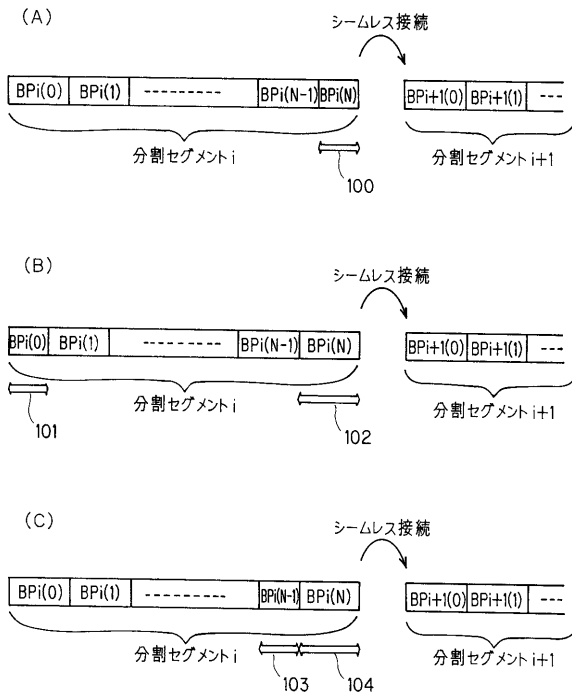 (A)
シームレス接続
BPi(0) BPi(1) --------- BPi(N-1) BPi(N) BPi+1(0) BPi+1(1) ---
分割セグメントi 分割セグメントi+1
100
(B)
シームレス接続
BPi(0) BPi(1) --------- BPi(N-1) BPi(N) BPi+1(0) BPi+1(1) ---
分割セグメントi 分割セグメントi+1
101 102
(C)
シームレス接続
BPi(0) BPi(1) --------- BPi(N-1) BPi(N) BPi+1(0) BPi+1(1) ---
分割セグメントi 分割セグメントi+1
103 104